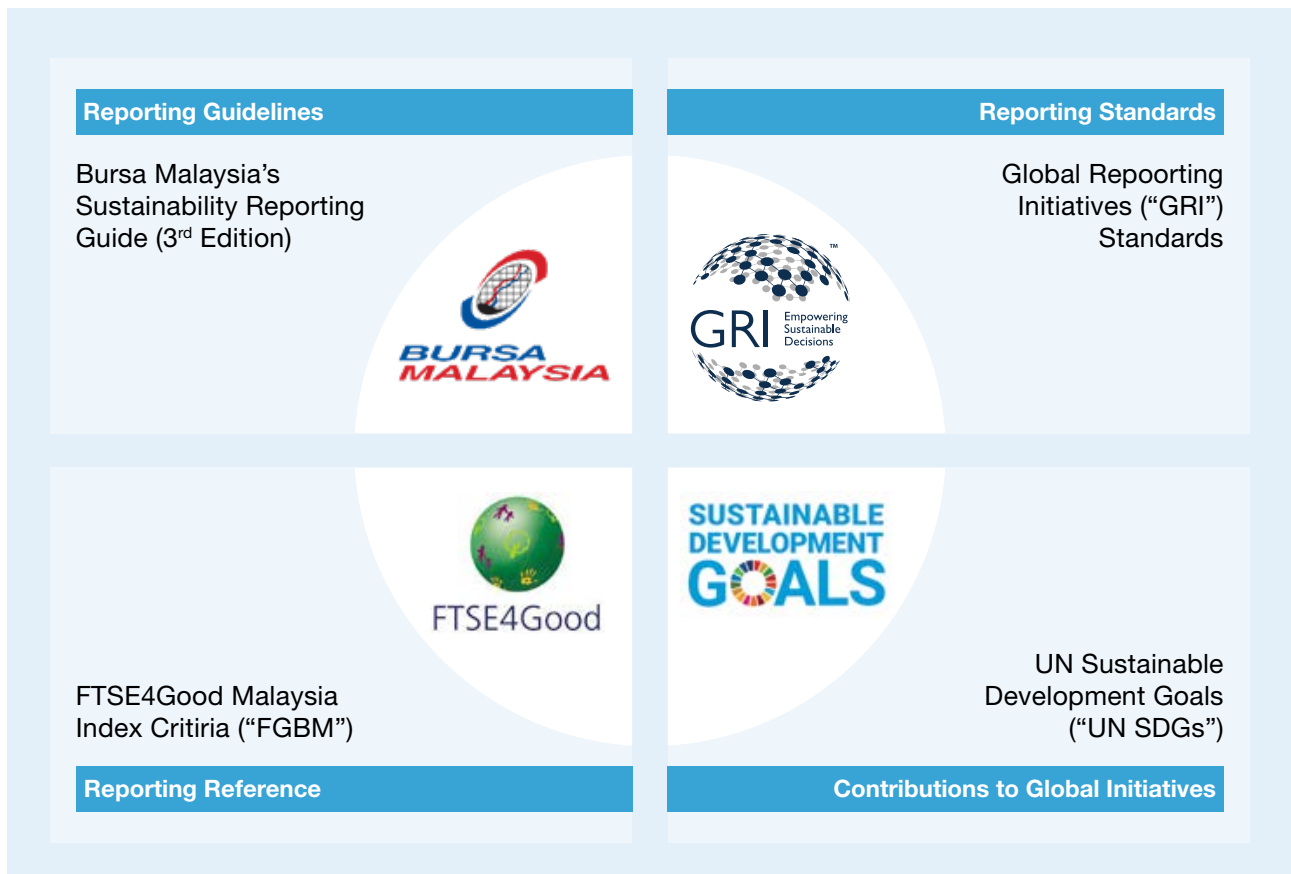 Reporting Guidelines
Bursa Malaysia’s
Sustainability Reporting
Guide (3rd Edition)
BURSA
MALAYSIA
Reporting Standards
Global Repoorting
Initiatives (“GRI”)
Standards
TM
GRI
Empowering
Sustainable
Decisions
FTSE4Good
FTSE4Good Malaysia
Index Critiria (“FGBM”)
Reporting Reference
SUSTAINABLE
DEVELOPMENT
GOALS
UN Sustainable
Development Goals
(“UN SDGs”)
Contributions to Global Initiatives